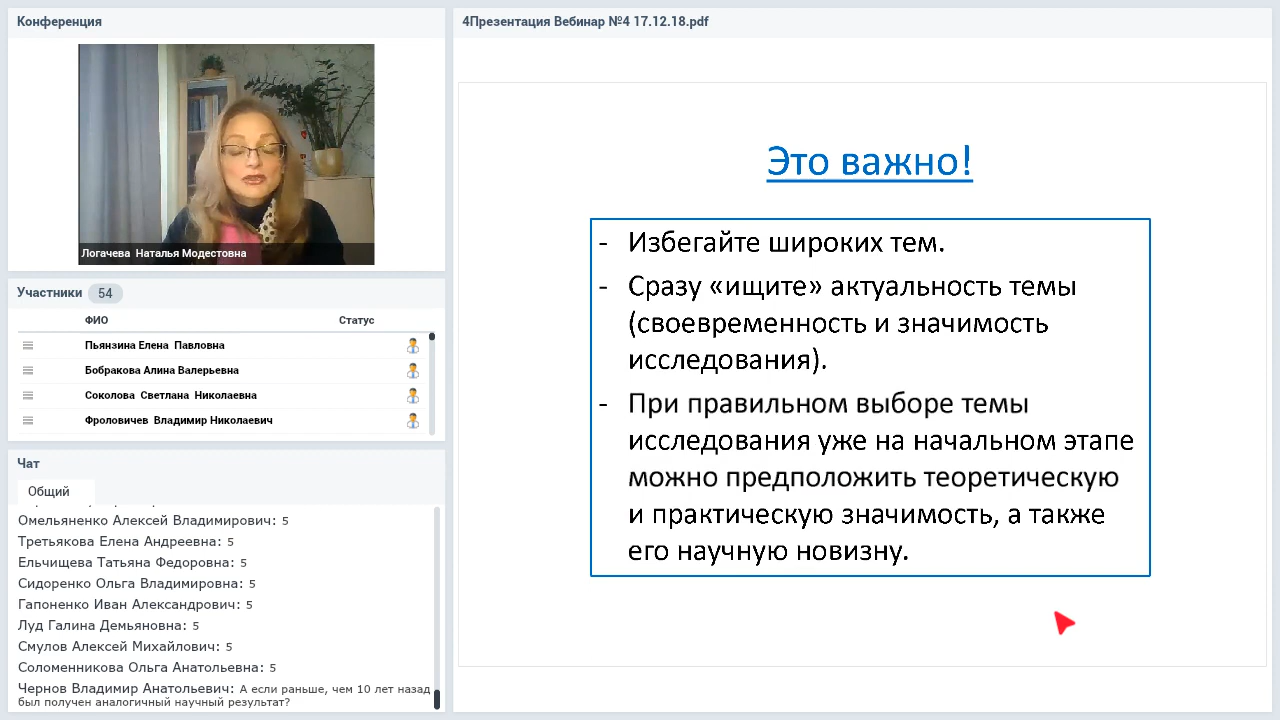 Конференция
Логачева  Наталья Модестовна
Участники 54
ФИО Статус
Пьянзина Елена  Павловна
Бобракова Алина Валерьевна
Соколова  Светлана  Николаевна
Фроловичев  Владимир Николаевич
Чат
Общий
Омельяненко Алексей Владимирович: 5
Третьякова Елена Андреевна: 5
Ельчищева Татьяна Федоровна: 5
Сидоренко Ольга Владимировна: 5
Гапоненко Иван Александрович: 5
Луд Галина Демьяновна: 5
Смулов Алексей Михайлович: 5
Соломенникова Ольга Анатольевна: 5
Чернов Владимир Анатольевич: А если раньше, чем 10 лет назад
был получен аналогичный научный результат?
4Презентация Вебинар №4 17.12.18.pdf
Это важно!
- Избегайте широких тем.
- Сразу «ищите» актуальность темы
(своевременность и значимость
исследования).
- При правильном выборе темы
исследования уже на начальном этапе
можно предположить теоретическую
и практическую значимость, а также
его научную новизну.